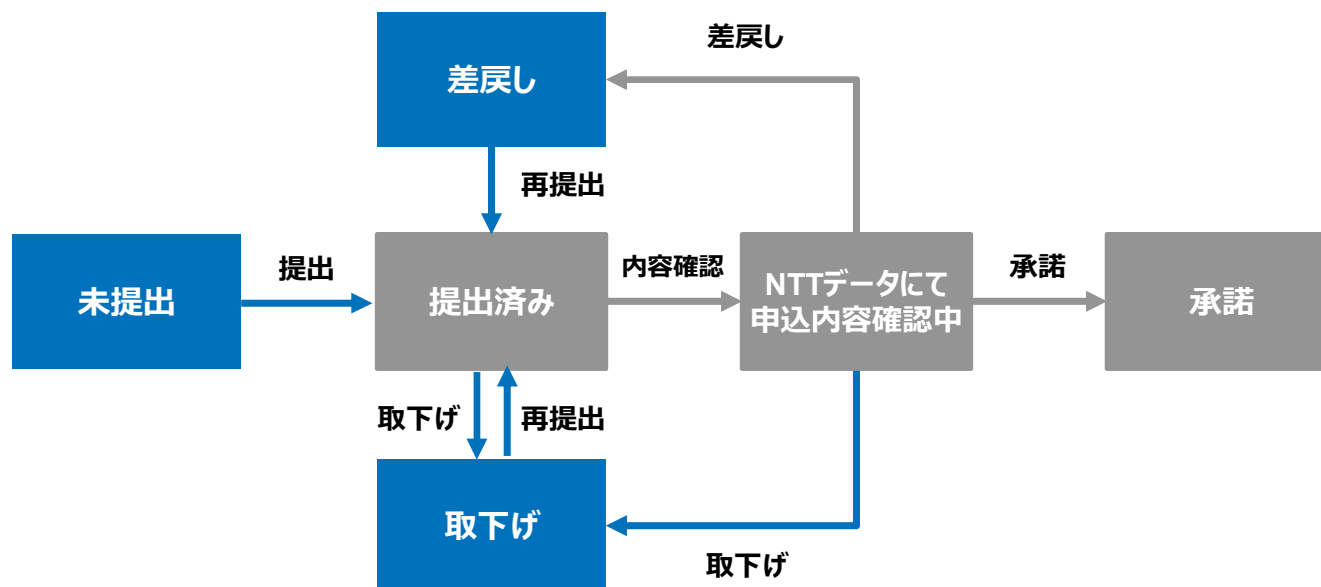 差戻し
差戻し
再提出
未提出
提出
提出済み
内容確認
NTTデータにて
申込内容確認中
承諾
承諾
取下げ
再提出
取下げ
取下げ